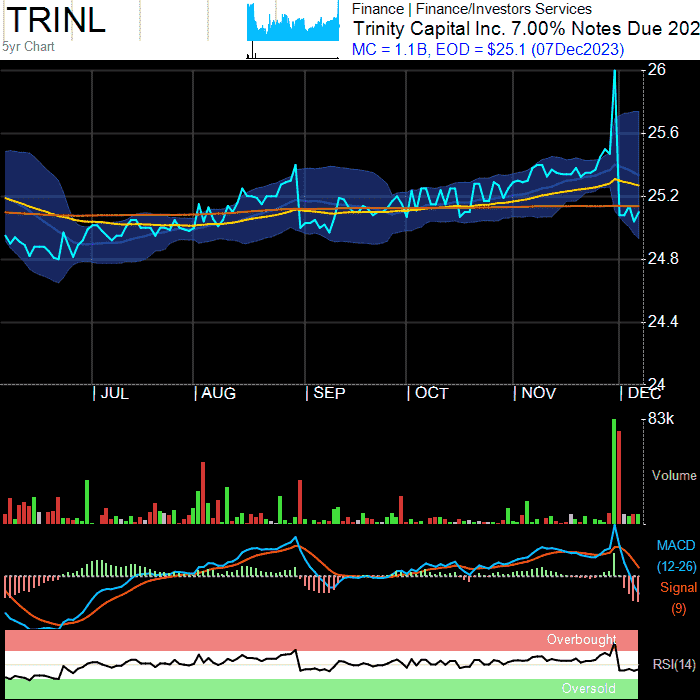 TRINL
5yr Chart
Finance | Finance/Investors Services
Trinity Capital Inc. 7.00% Notes Due 202
MC = 1.1B, EOD = $25.1 (07Dec2023)
26
25.6
25.2
24.8
24.4
24
JUL AUG SEP OCT NOV DEC
83k
Volume
MACD
(12-26)
Signal
(9)
Overbought
RSI(14)
Oversold